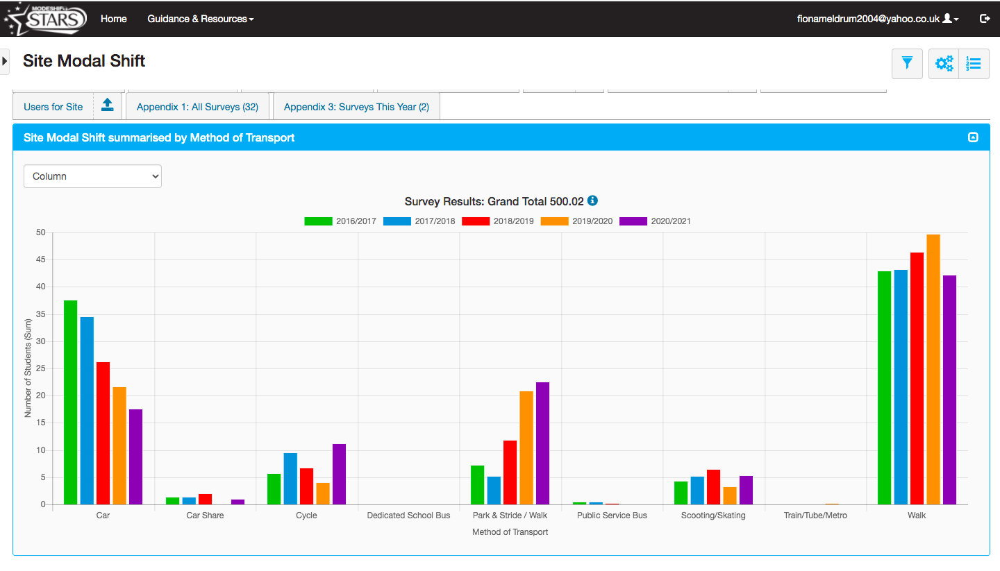 MODESHIFT
STARS
Home
Guidance & Resources
fionameldrum2004@yahoo.co.uk
Site Modal Shift
1
2
3
Users for Site
Appendix 1: All Surveys (32)
Appendix 3: Surveys This Year (2)
Site Modal Shift summarised by Method of Transport
Column
Survey Results: Grand Total 500.02
2016/2017 2017/2018 2018/2019 2019/2020 2020/2021
50
45
40
35
30
25
20
15
10
5
0
Number of Students (Sum)
Car Car Share Cycle Dedicated School Bus Park & Stride / Walk Public Service Bus Scooting/Skating Train/Tube/Metro Walk
Method of Transport